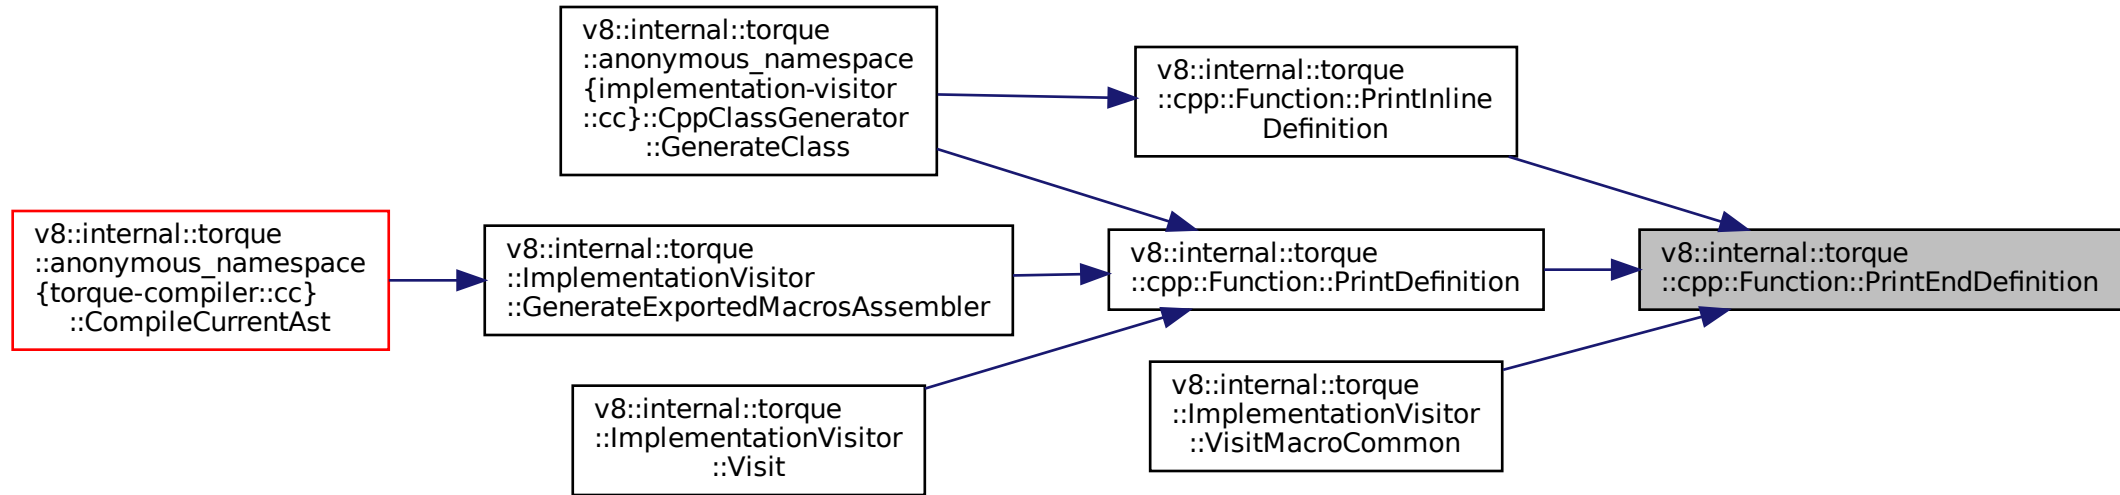 v8::internal::torque
::anonymous_namespace
{implementation-visitor
::cc}::CppClassGenerator
::GenerateClass
v8::internal::torque
::cpp::Function::PrintInline
Definition
v8::internal::torque
::anonymous_namespace
{torque-compiler::cc}
::CompileCurrentAst
v8::internal::torque
::ImplementationVisitor
::GenerateExportedMacrosAssembler
v8::internal::torque
::cpp::Function::PrintDefinition
v8::internal::torque
::cpp::Function::PrintEndDefinition
v8::internal::torque
::ImplementationVisitor
::Visit
v8::internal::torque
::ImplementationVisitor
::VisitMacroCommon